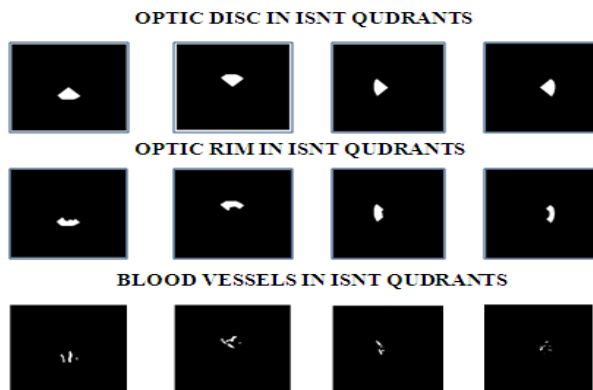 OPTIC DISC IN ISNT QUDRANTS
OPTIC RIM IN ISNT QUDRANTS
BLOOD VESSELS IN ISNT QUDRANTS